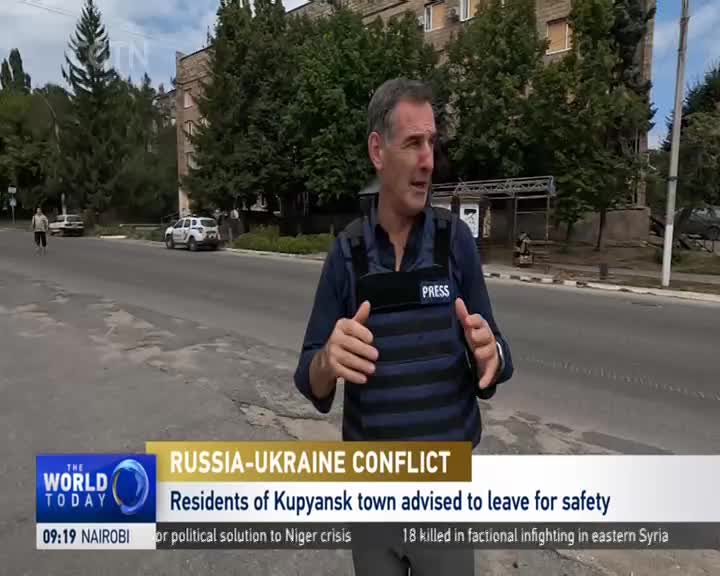 PRESS
RUSSIA-UKRAINE CONFLICT
THE
WORLD
TODAY
Residents of Kupyansk town advised to leave for safety
09:19 NAIROBI
or political solution to Niger crisis 18 killed in factional infighting in eastern Syria